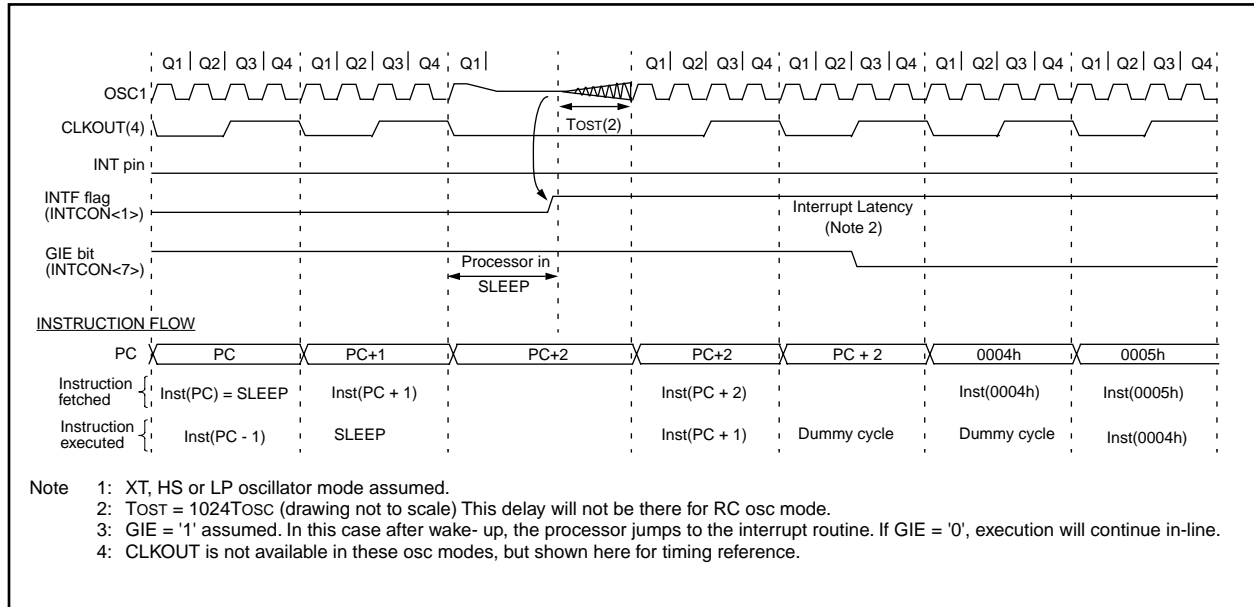 Q1 Q2 Q3 Q4 Q1 Q2 Q3 Q4 Q1 Q1 Q2 Q3 Q4 Q1 Q2 Q3 Q4 Q1 Q2 Q3 Q4 Q1 Q2 Q3 Q4
OSC1
TOST(2)
CLKOUT(4)
INT pin
INTF flag
(INTCON<1>)
Interrupt Latency
(Note 2)
GIE bit
(INTCON<7>)
Processor in
SLEEP
INSTRUCTION FLOW
PC PC PC+1 PC+2 PC+2 PC + 2 0004h 0005h
Instruction
fetched
Inst(PC) = SLEEP Inst(PC + 1) Inst(PC + 2) Inst(0004h) Inst(0005h)
Instruction
executed
Inst(PC - 1) SLEEP Inst(PC + 1) Dummy cycle Dummy cycle Inst(0004h)
Note 1: XT, HS or LP oscillator mode assumed.
2: TOST = 1024TOSC (drawing not to scale) This delay will not be there for RC osc mode.
3: GIE = '1' assumed. In this case after wake- up, the processor jumps to the interrupt routine. If GIE = '0', execution will continue in-line.
4: CLKOUT is not available in these osc modes, but shown here for timing reference.